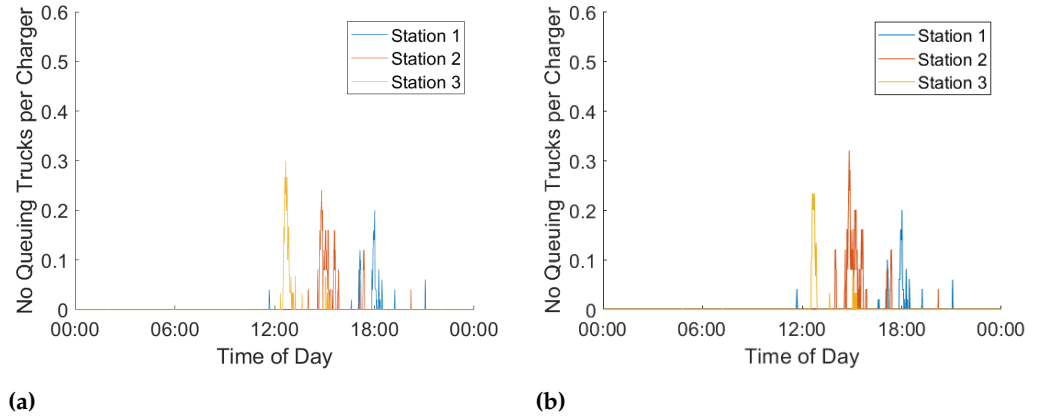 No Queuing Trucks per Charger
0.6
0.5
0.4
0.3
0.2
0.1
0
00:00 06:00 12:00 18:00 00:00
Time of Day
Station 1
Station 2
Station 3
(a)
No Queuing Trucks per Charger
0.6
0.5
0.4
0.3
0.2
0.1
0
00:00 06:00 12:00 18:00 00:00
Time of Day
Station 1
Station 2
Station 3
(b)